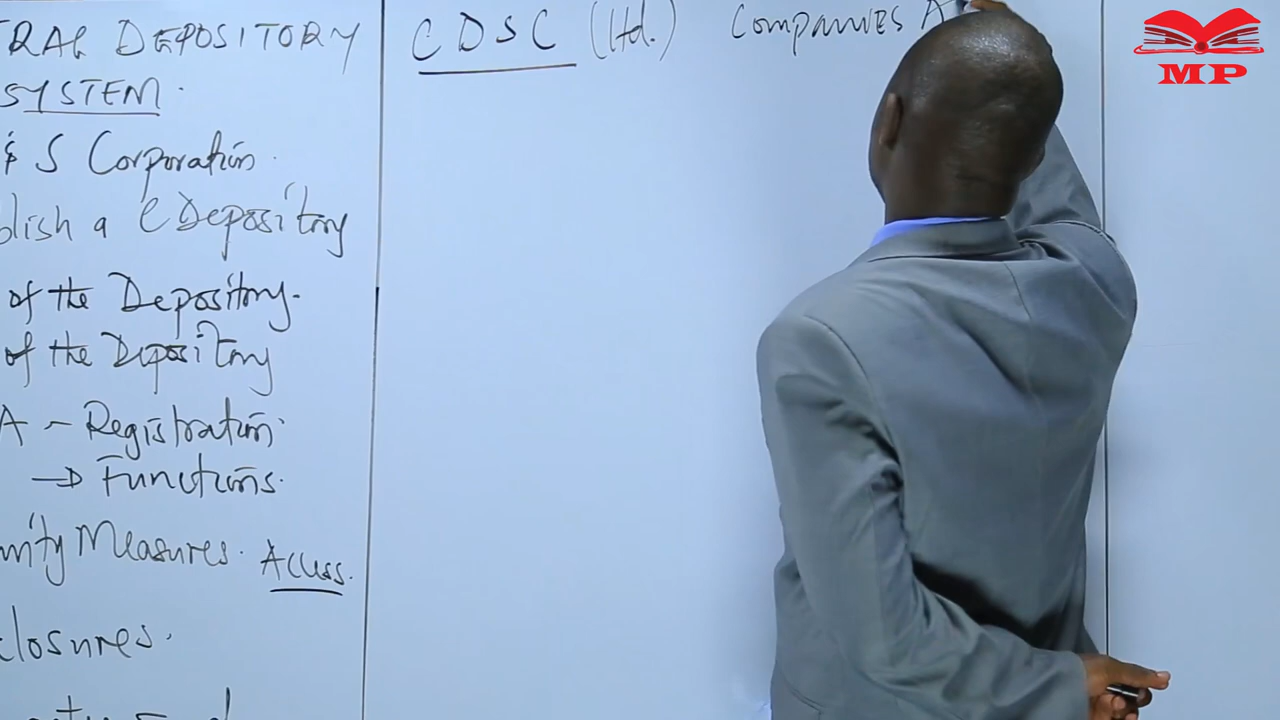 TRAL DEPOSITORY
SYSTEM.
& S Corporation.
blish a C Depository
of the Depository.
of the Depository
A - Registration.
→ Functions.
urity Measures. Access.
closures.
CDSC (Ltd.) Companies A
MP